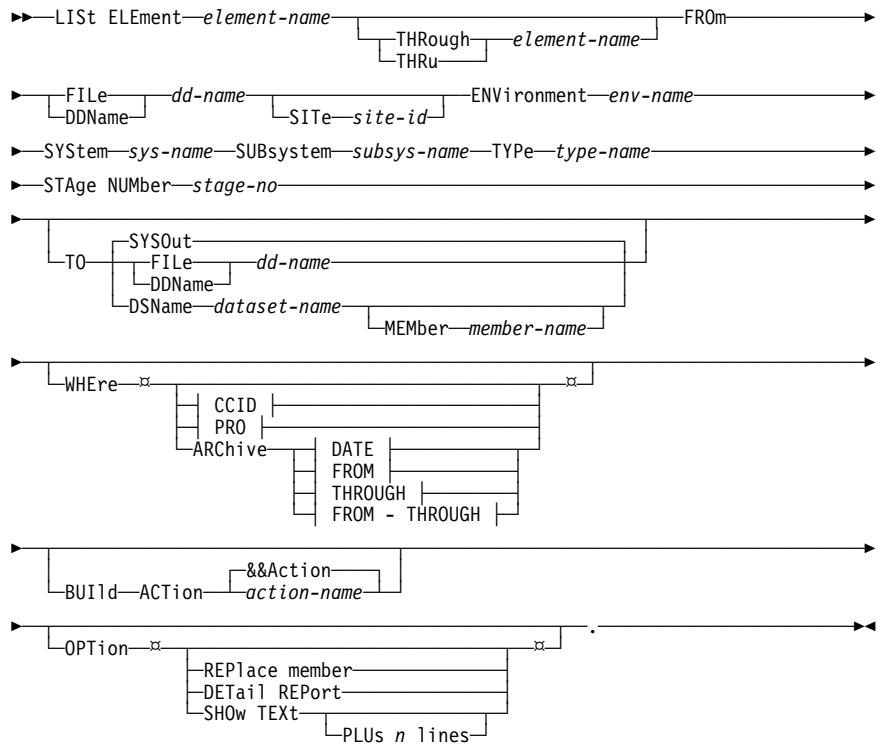 LISt ELEment element-name FROm
THRough element-name
THRu
FILe dd-name ENVironment env-name
DDName SITe site-id
SYStem sys-name SUBsystem subsys-name TYPe type-name
STAge NUMber stage-no
SYSOut
TO FILe dd-name
DDName
DSName dataset-name
MEMber member-name
WHEre ¤ ¤
CCID
PRO
ARChive DATE
FROM
THROUGH
FROM - THROUGH
&&Action
BUIld ACTion action-name
OPTion ¤ ¤ .
REPlace member
DETail REPort
SHOw TEXt
PLUs n lines